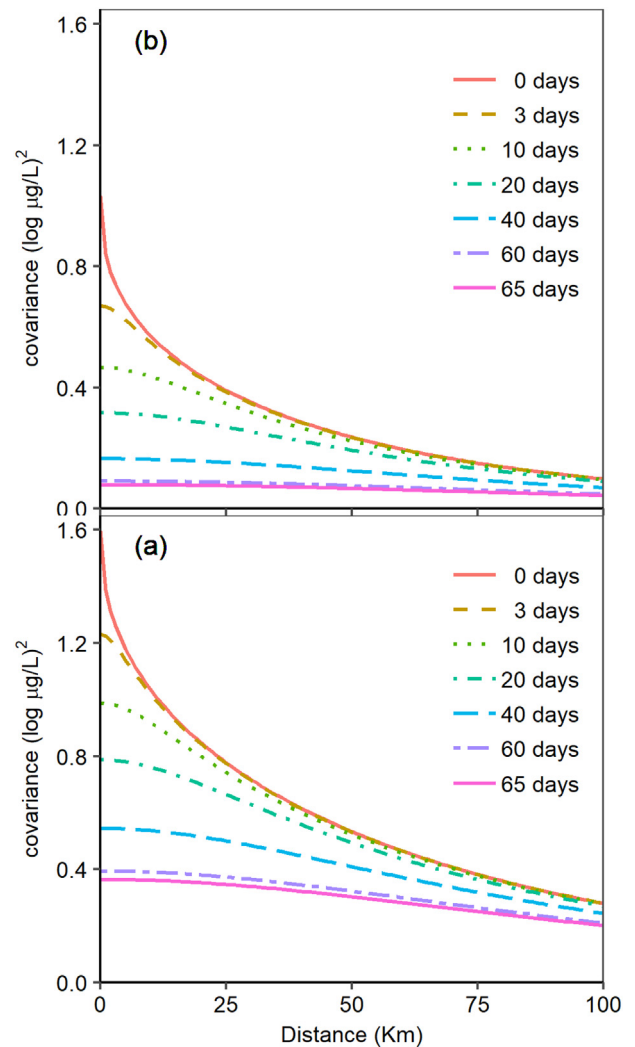 1.6
(b)
0 days
3 days
10 days
1.2
20 days
40 days
60 days
0.8
65 days
covariance (log µg/L)²
0.4
0.0
1.6
(a)
0 days
3 days
10 days
1.2
20 days
40 days
60 days
0.8
65 days
covariance (log µg/L)²
0.4
0.0
0 25 50 75 100
Distance (Km)